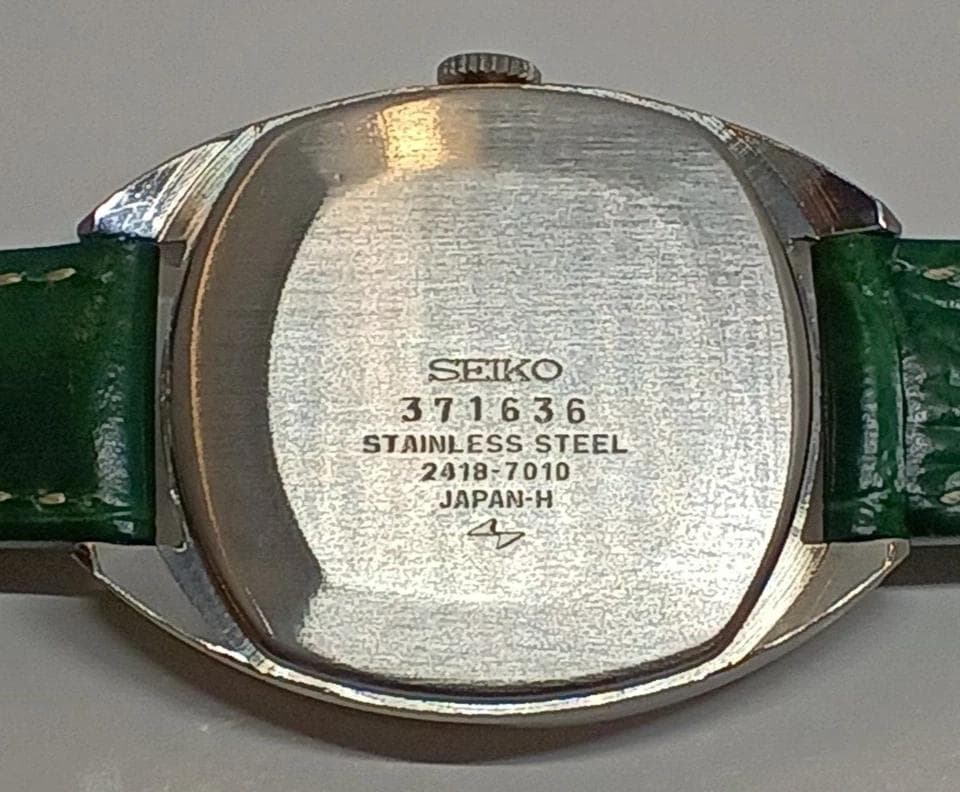 SEIKO
371636
STAINLESS STEEL
2418-7010
JAPAN-H